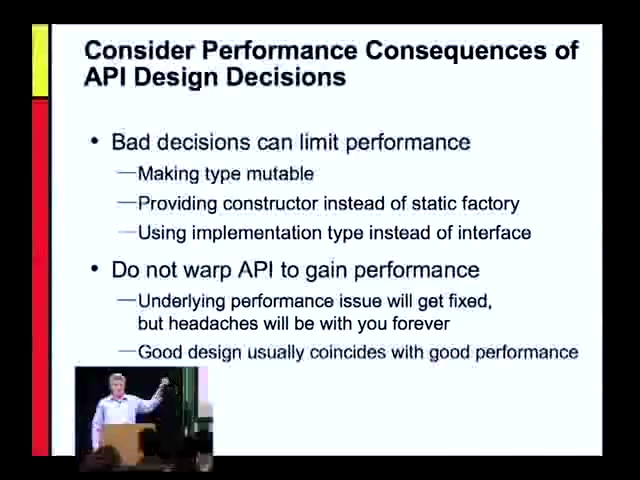 Consider Performance Consequences of
API Design Decisions
• Bad decisions can limit performance
—Making type mutable
—Providing constructor instead of static factory
—Using implementation type instead of interface
• Do not warp API to gain performance
—Underlying performance issue will get fixed,
but headaches will be with you forever
—Good design usually coincides with good performance